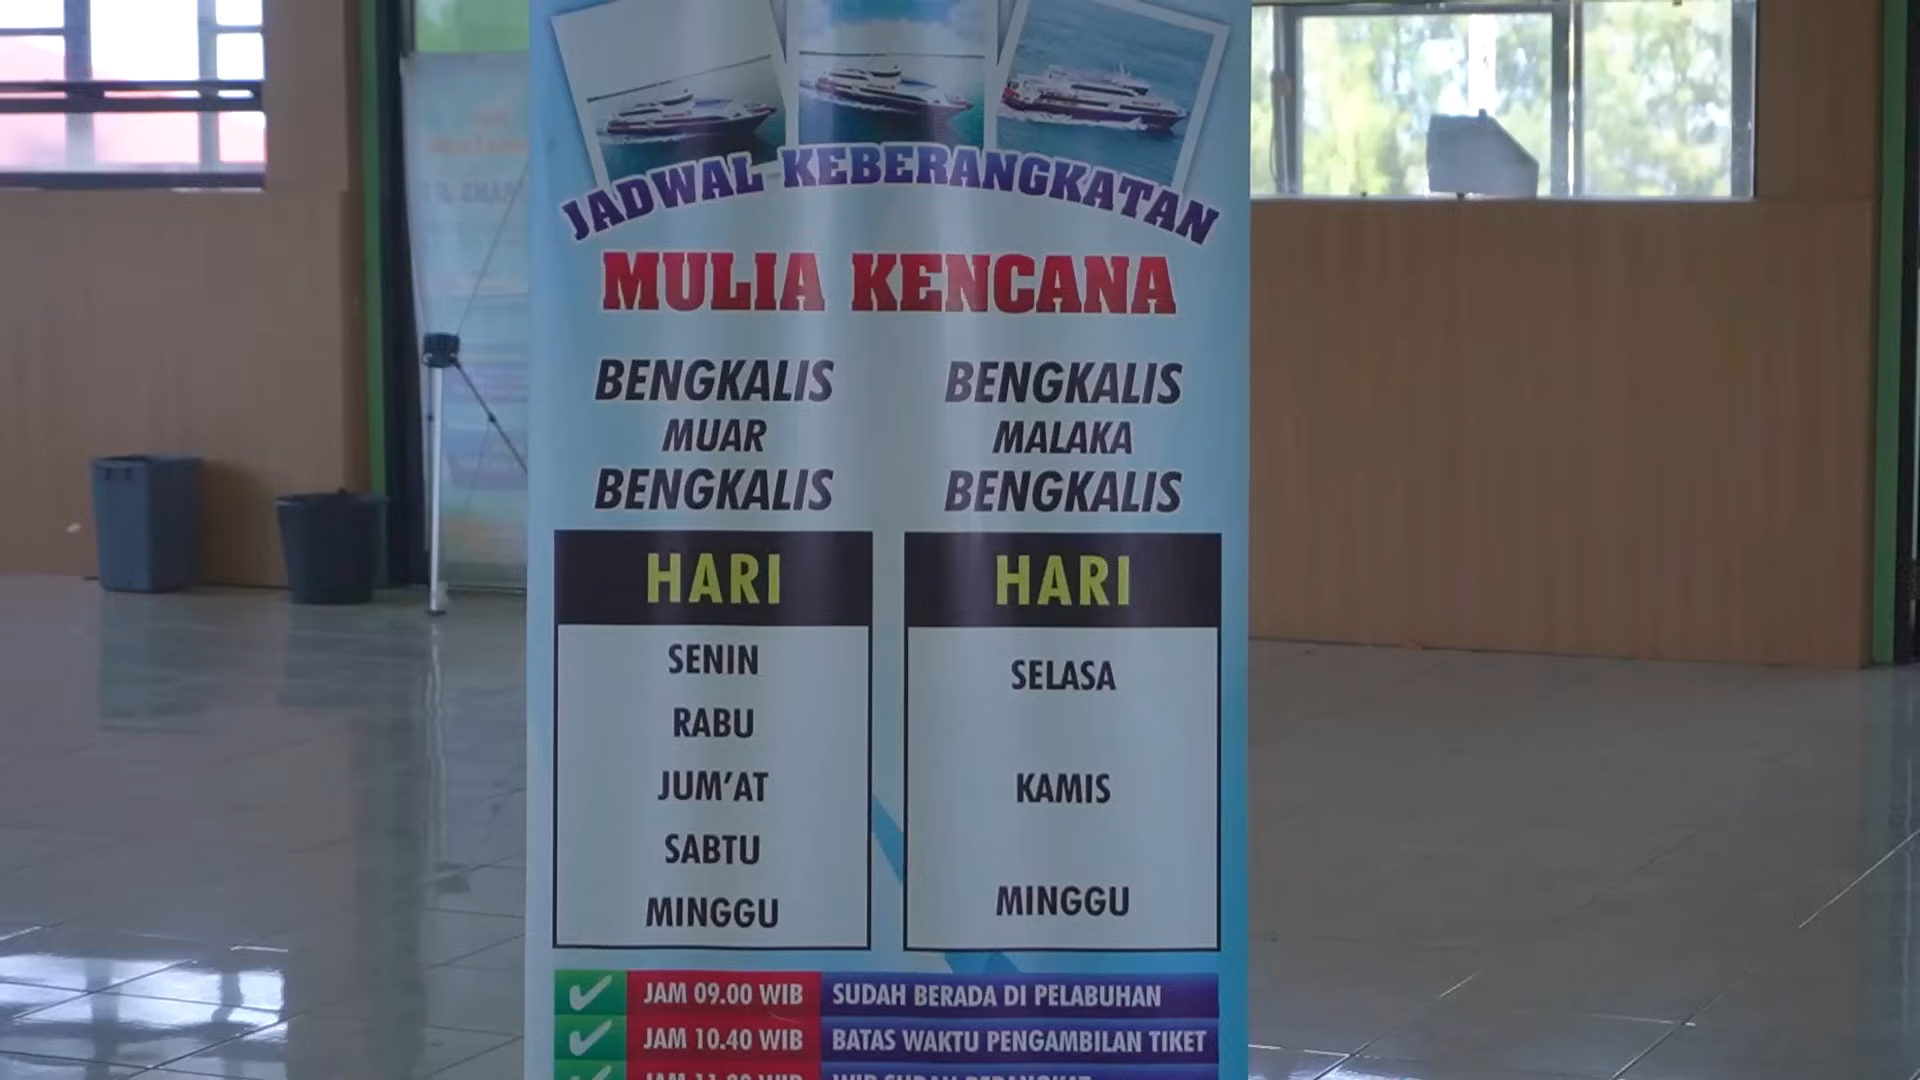 JADWAL KEBERANGKATAN
MULIA KENCANA
BENGKALIS
MUAR
BENGKALIS
HARI
SENIN
RABU
JUM'AT
SABTU
MINGGU
BENGKALIS
MALAKA
BENGKALIS
HARI
SELASA
KAMIS
MINGGU
JAM 09.00 WIB SUDAH BERADA DI PELABUHAN
JAM 10.40 WIB BATAS WAKTU PENGAMBILAN TIKET